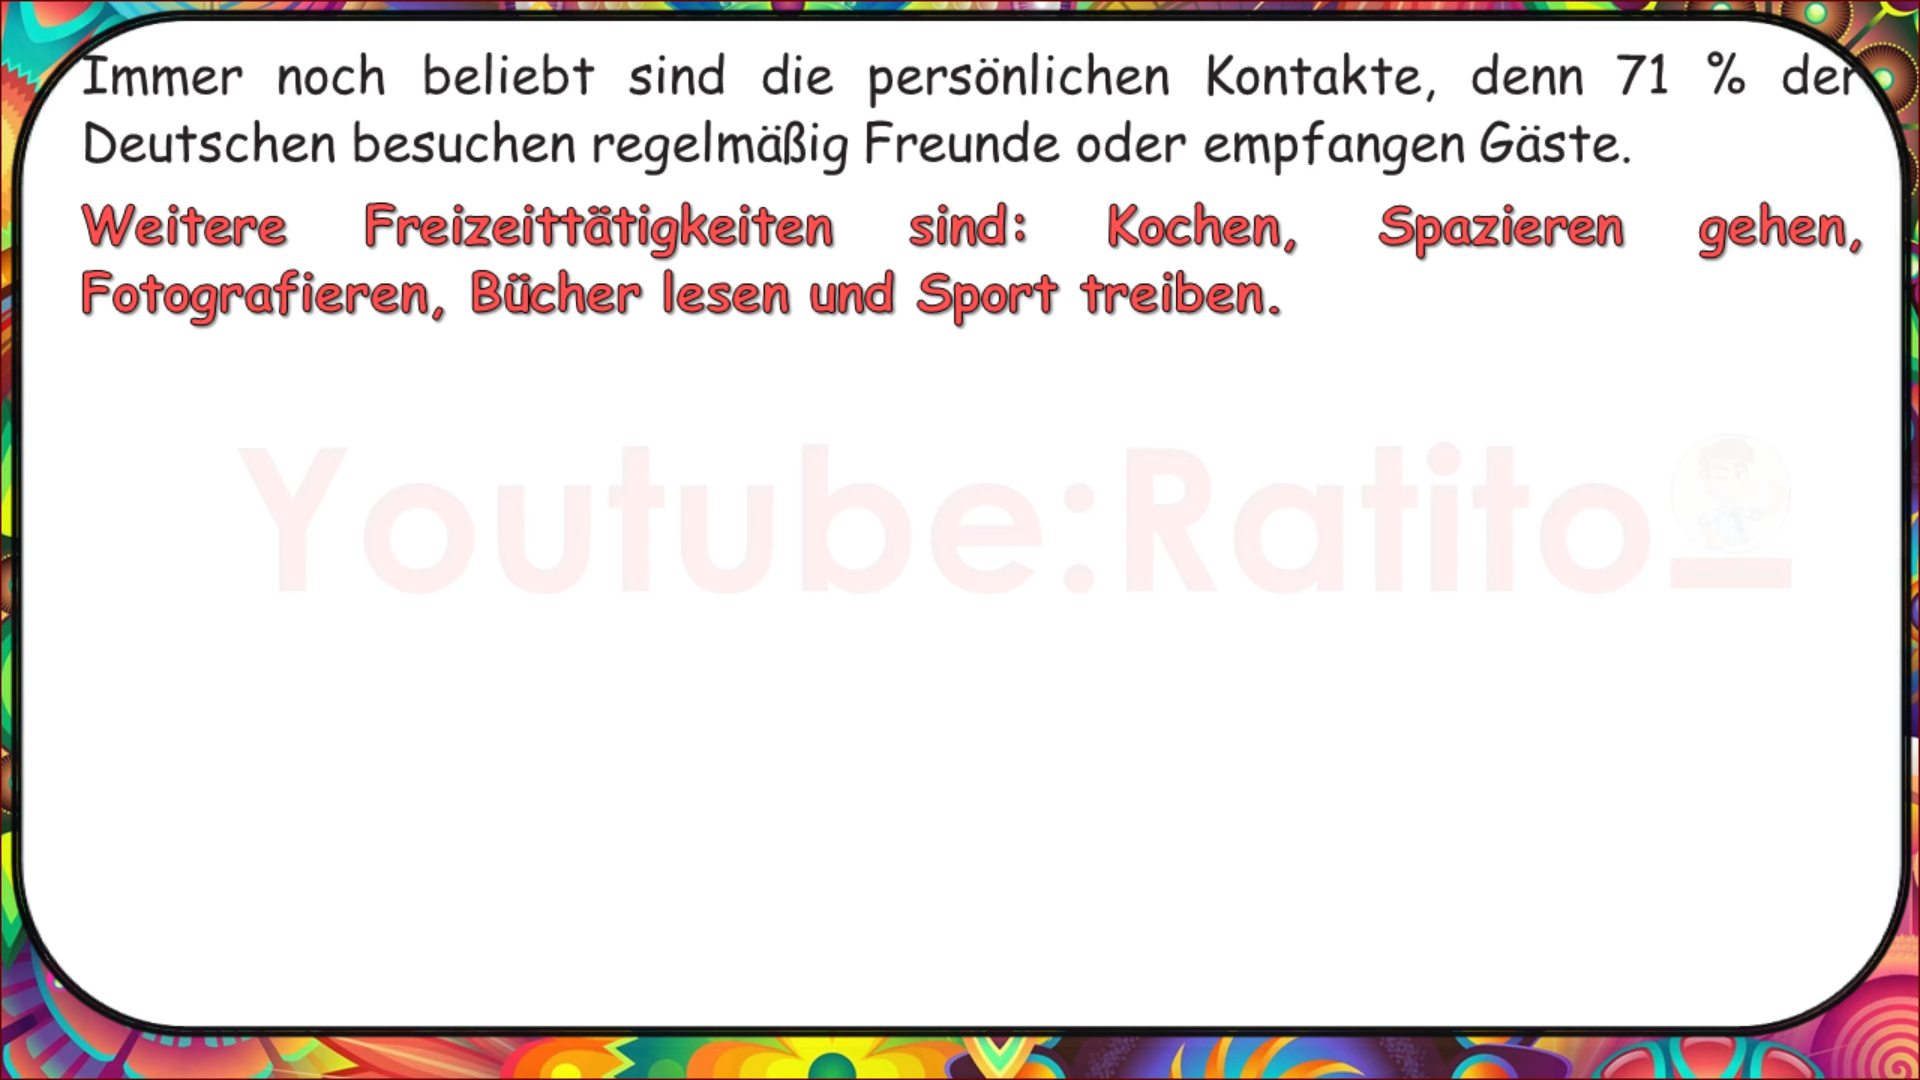 Immer noch beliebt sind die persönlichen Kontakte, denn 71 % der
Deutschen besuchen regelmäßig Freunde oder empfangen Gäste.
Weitere Freizeittätigkeiten sind: Kochen, Spazieren gehen,
Fotografieren, Bücher lesen und Sport treiben.
Youtube:Ratito